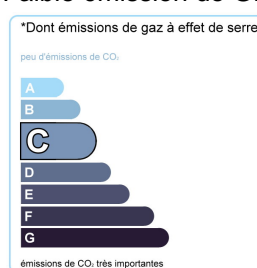 *Dont émissions de gaz à effet de serre
peu d'émissions de CO₂
A
B
C
D
E
F
G
émissions de CO₂ très importantes